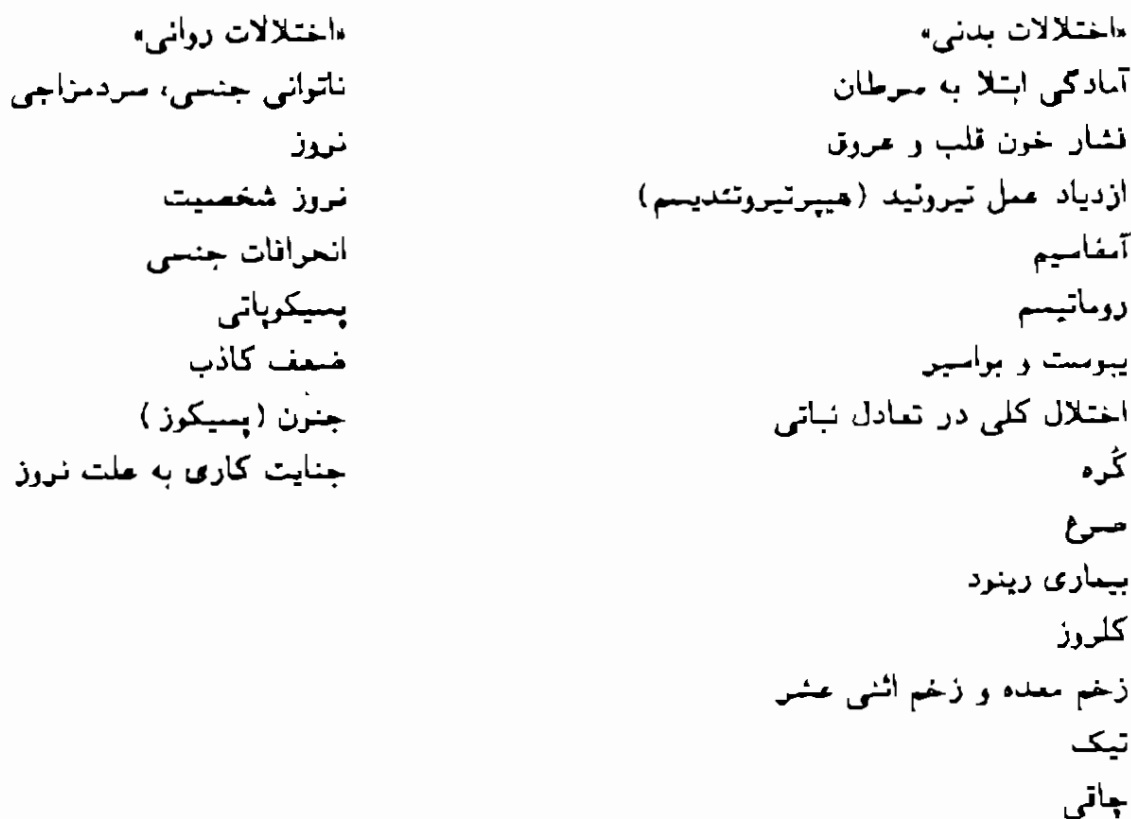 «اختلالات بدنی»
آمادگی ابتلا به سرطان
فشار خون قلب و عروق
ازدیاد عمل تیروئید (هیپرتیروئندیسم)
آمفاسیم
روماتیسم
یبوست و بواسیر
اختلال کلی در تعادل نباتی
کُره
صرع
بیماری رینود
کلروز
زخم معده و زخم اثنی عشر
تیک
چاقی
«اختلالات روانی»
ناتوانی جنسی، سردمزاجی
نروز
نروز شخصیت
انحرافات جنسی
پسیکوپاتی
ضعف کاذب
جنون (پسیکوز)
جنایت کاری به علت نروز